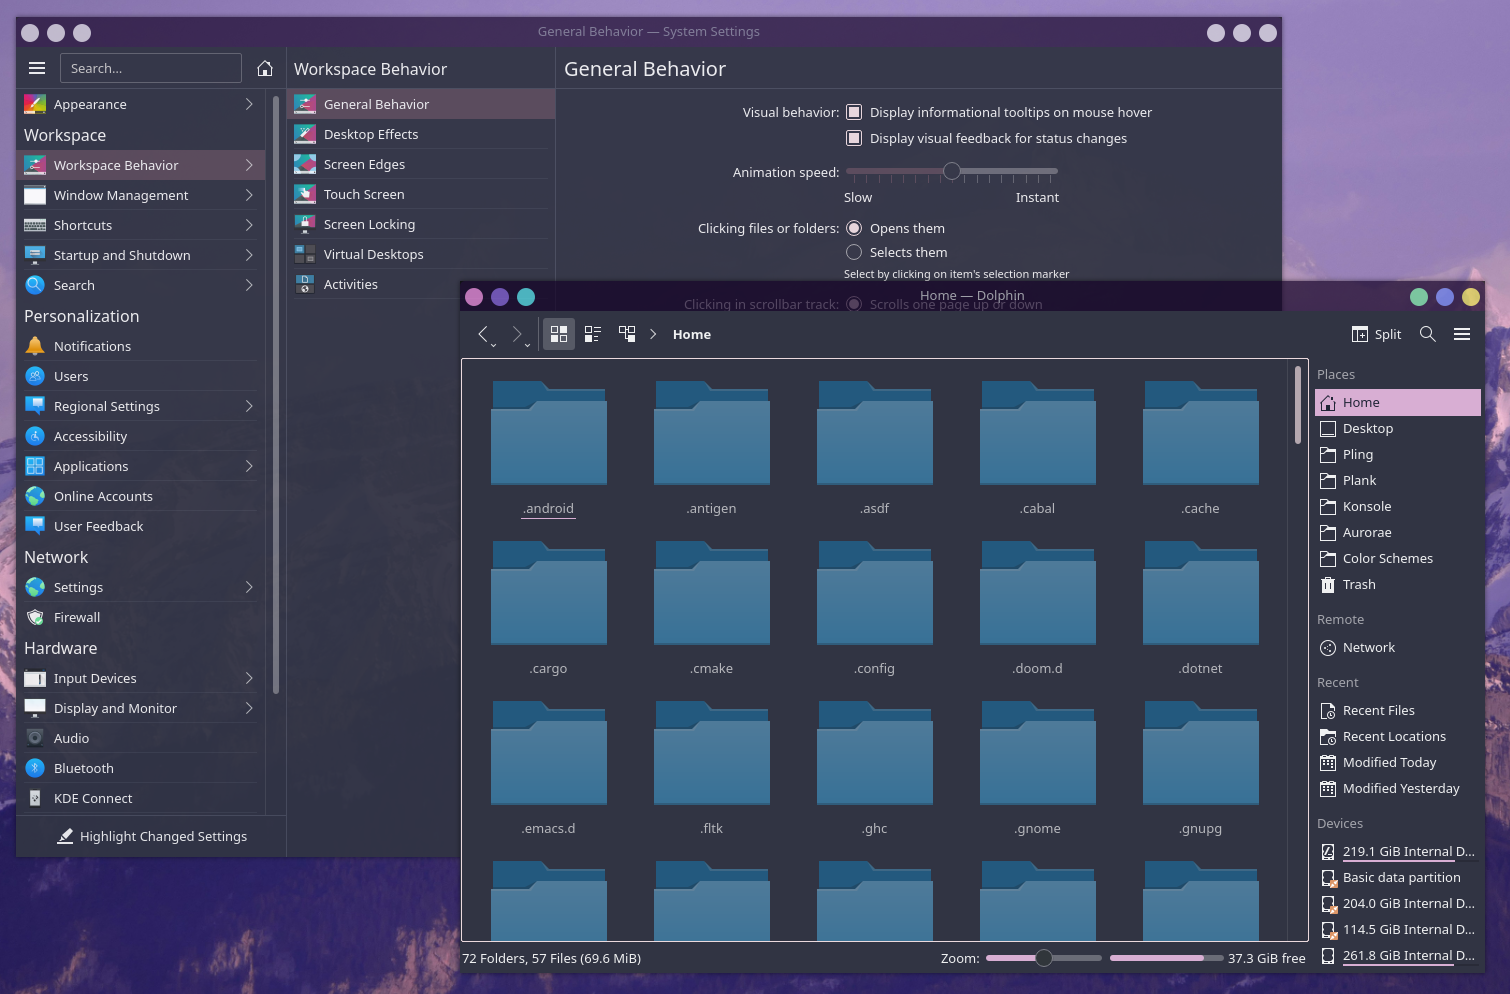 General Behavior — System Settings
Search...
Appearance
Workspace
Workspace Behavior
Window Management
Shortcuts
Startup and Shutdown
Search
Personalization
Notifications
Users
Regional Settings
Accessibility
Applications
Online Accounts
User Feedback
Network
Settings
Firewall
Hardware
Input Devices
Display and Monitor
Audio
Bluetooth
KDE Connect
Highlight Changed Settings
Workspace Behavior
General Behavior
Desktop Effects
Screen Edges
Touch Screen
Screen Locking
Virtual Desktops
Activities
General Behavior
Visual behavior: Display informational tooltips on mouse hover
Display visual feedback for status changes
Animation speed:
Slow Instant
Clicking files or folders: Opens them
Selects them
Select by clicking on item's selection marker
Clicking in scrollbar track: Scrolls one page up or down
Home — Dolphin
Home
Split
.android .antigen .asdf .cabal .cache
.cargo .cmake .config .doom.d .dotnet
.emacs.d .fltk .ghc .gnome .gnupg
72 Folders, 57 Files (69.6 MiB)
Zoom: 37.3 GiB free
Places
Home
Desktop
Pling
Plank
Konsole
Aurorae
Color Schemes
Trash
Remote
Network
Recent
Recent Files
Recent Locations
Modified Today
Modified Yesterday
Devices
219.1 GiB Internal D...
Basic data partition
204.0 GiB Internal D...
114.5 GiB Internal D...
261.8 GiB Internal D...